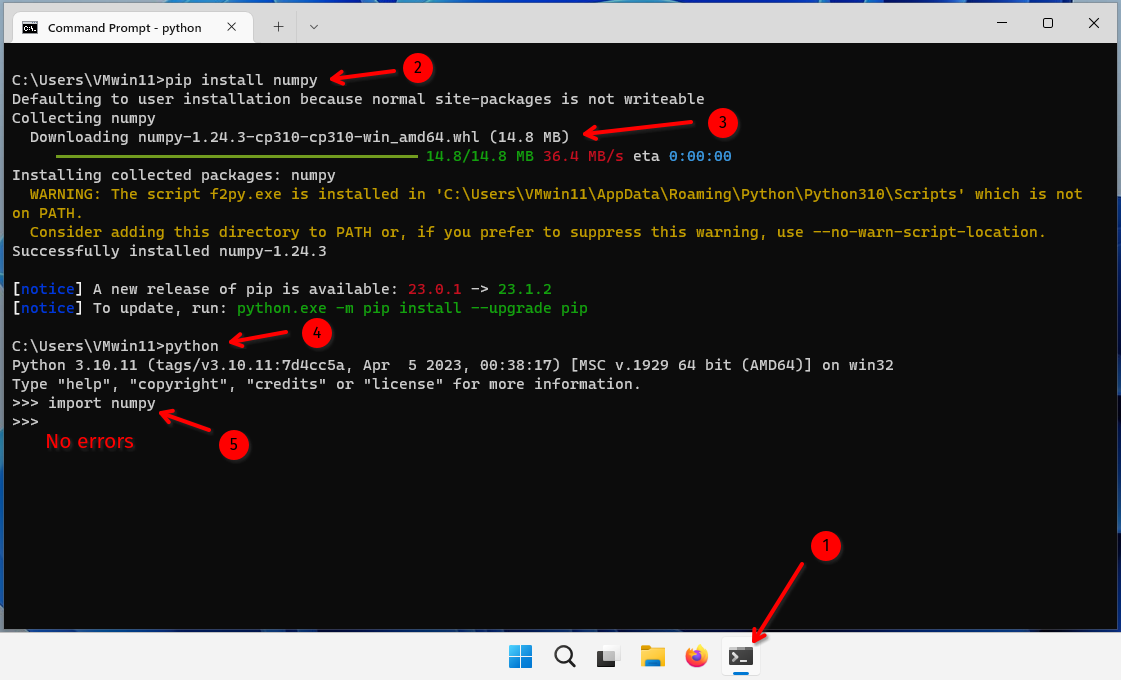 Command Prompt - python
C:\Users\VMwin11>pip install numpy
2
Defaulting to user installation because normal site-packages is not writeable
Collecting numpy
Downloading numpy-1.24.3-cp310-cp310-win_amd64.whl (14.8 MB)
3
14.8/14.8 MB 36.4 MB/s eta 0:00:00
Installing collected packages: numpy
WARNING: The script f2py.exe is installed in 'C:\Users\VMwin11\AppData\Roaming\Python\Python310\Scripts' which is not
on PATH.
Consider adding this directory to PATH or, if you prefer to suppress this warning, use --no-warn-script-location.
Successfully installed numpy-1.24.3
[notice] A new release of pip is available: 23.0.1 -> 23.1.2
[notice] To update, run: python.exe -m pip install --upgrade pip
4
C:\Users\VMwin11>python
Python 3.10.11 (tags/v3.10.11:7d4cc5a, Apr  5 2023, 00:38:17) [MSC v.1929 64 bit (AMD64)] on win32
Type "help", "copyright", "credits" or "license" for more information.
>>> import numpy
>>>
No errors
5
1